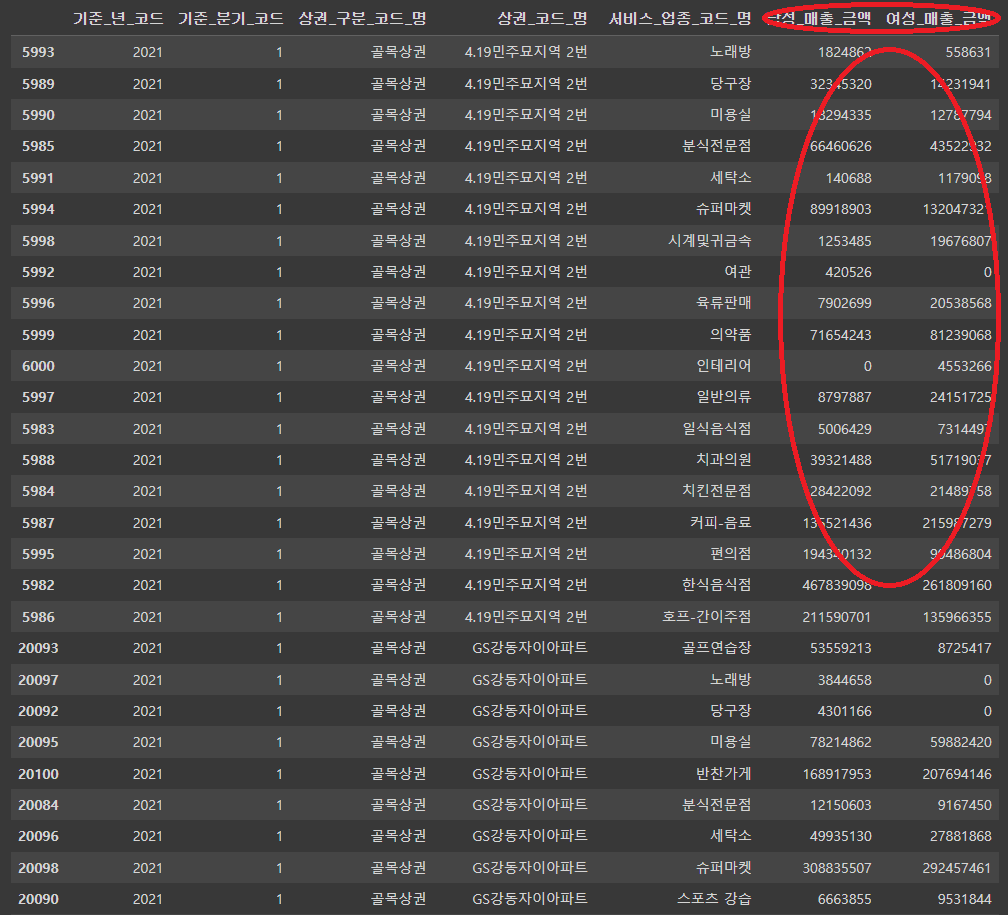 기준_년_코드 기준_분기_코드 상권_구분_코드_명 상권_코드_명 서비스_업종_코드_명 남성_매출_금액 여성_매출_금액
5993 2021 1 골목상권 4.19민주묘지역 2번 노래방 1824862 558631
5989 2021 1 골목상권 4.19민주묘지역 2번 당구장 32345320 14231941
5990 2021 1 골목상권 4.19민주묘지역 2번 미용실 18294335 12787794
5985 2021 1 골목상권 4.19민주묘지역 2번 분식전문점 66460626 43522932
5991 2021 1 골목상권 4.19민주묘지역 2번 세탁소 140688 1179098
5994 2021 1 골목상권 4.19민주묘지역 2번 슈퍼마켓 89918903 132047321
5998 2021 1 골목상권 4.19민주묘지역 2번 시계및귀금속 1253485 19676807
5992 2021 1 골목상권 4.19민주묘지역 2번 여관 420526 0
5996 2021 1 골목상권 4.19민주묘지역 2번 육류판매 7902699 20538568
5999 2021 1 골목상권 4.19민주묘지역 2번 의약품 71654243 81239068
6000 2021 1 골목상권 4.19민주묘지역 2번 인테리어 0 4553266
5997 2021 1 골목상권 4.19민주묘지역 2번 일반의류 8797887 24151725
5983 2021 1 골목상권 4.19민주묘지역 2번 일식음식점 5006429 7314497
5988 2021 1 골목상권 4.19민주묘지역 2번 치과의원 39321488 51719037
5984 2021 1 골목상권 4.19민주묘지역 2번 치킨전문점 28422092 21489758
5987 2021 1 골목상권 4.19민주묘지역 2번 커피-음료 135521436 215987279
5995 2021 1 골목상권 4.19민주묘지역 2번 편의점 194340132 90486804
5982 2021 1 골목상권 4.19민주묘지역 2번 한식음식점 467839098 261809160
5986 2021 1 골목상권 4.19민주묘지역 2번 호프-간이주점 211590701 135966355
20093 2021 1 골목상권 GS강동자이아파트 골프연습장 53559213 8725417
20097 2021 1 골목상권 GS강동자이아파트 노래방 3844658 0
20092 2021 1 골목상권 GS강동자이아파트 당구장 4301166 0
20095 2021 1 골목상권 GS강동자이아파트 미용실 78214862 59882420
20100 2021 1 골목상권 GS강동자이아파트 반찬가게 168917953 207694146
20084 2021 1 골목상권 GS강동자이아파트 분식전문점 12150603 9167450
20096 2021 1 골목상권 GS강동자이아파트 세탁소 49935130 27881868
20098 2021 1 골목상권 GS강동자이아파트 슈퍼마켓 308835507 292457461
20090 2021 1 골목상권 GS강동자이아파트 스포츠 강습 6663855 9531844